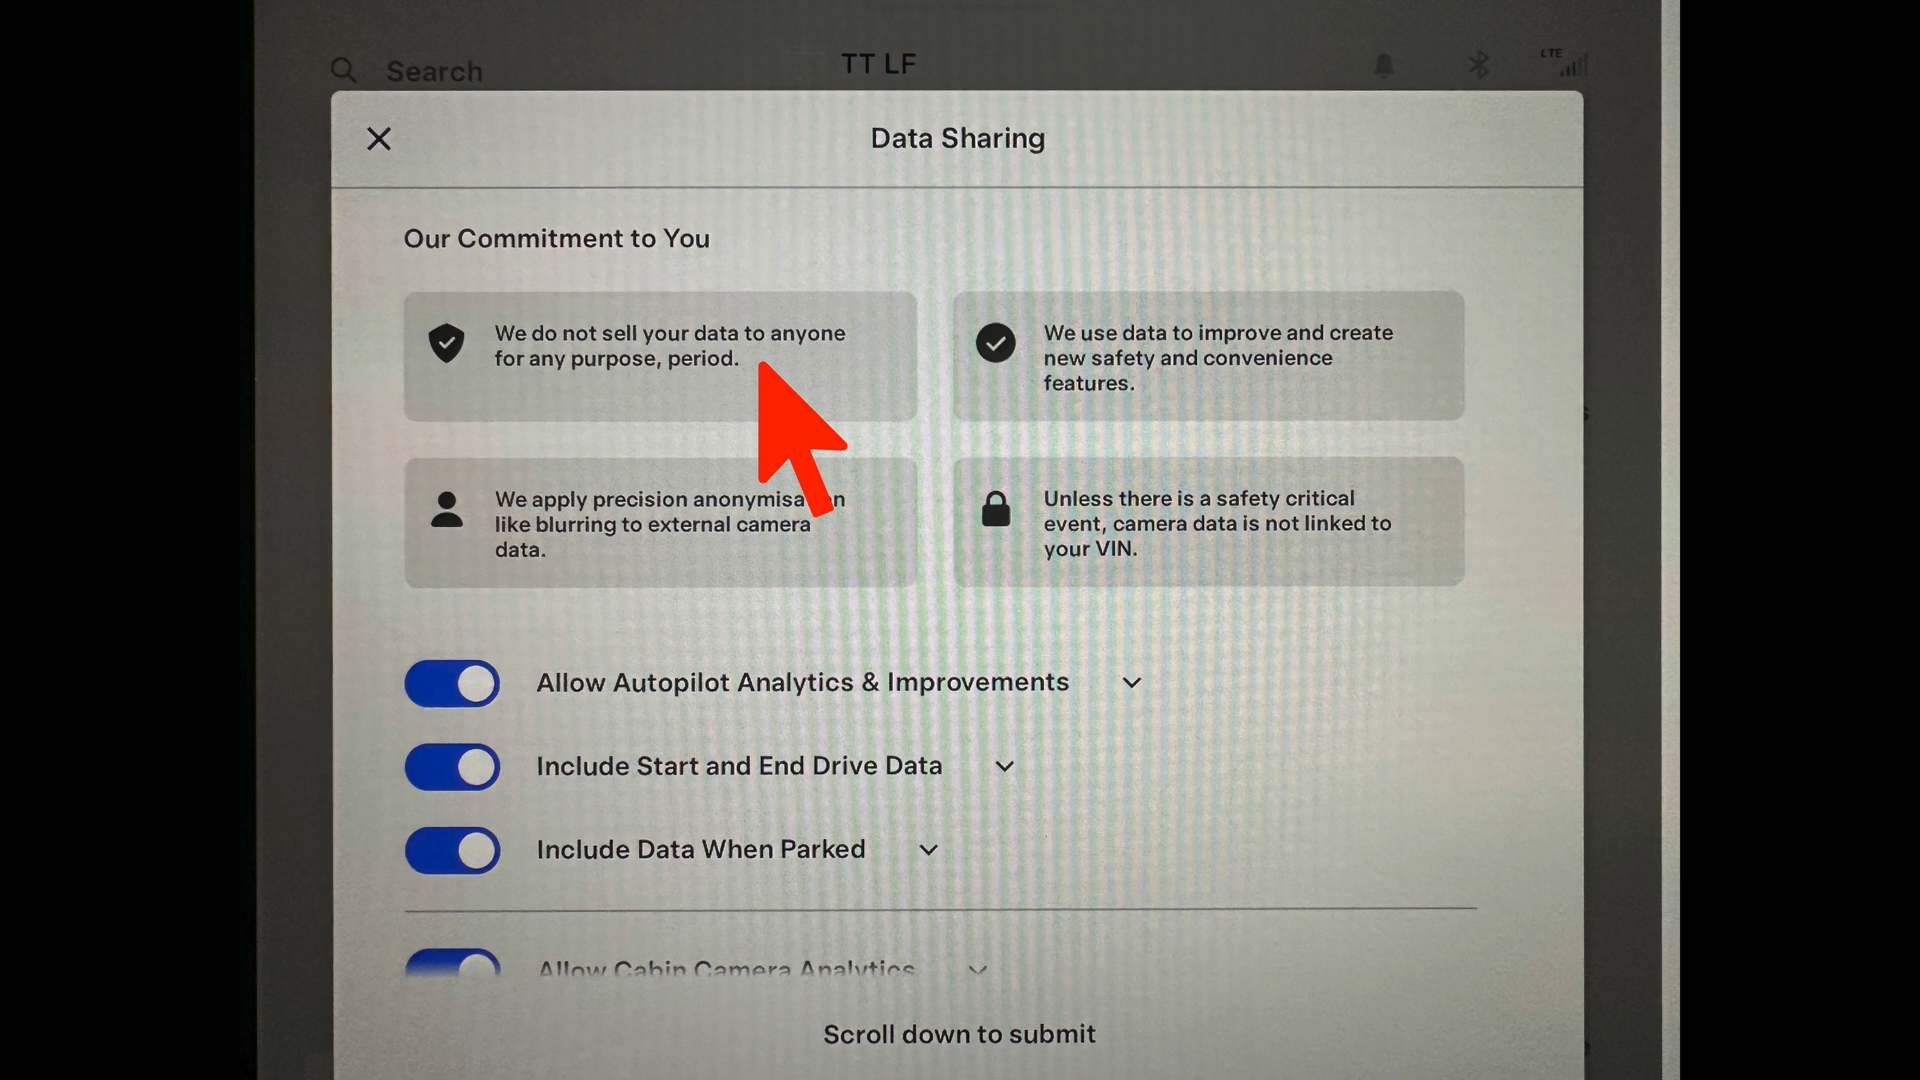 Search
TT LF
LTE
Data Sharing
Our Commitment to You
We do not sell your data to anyone
for any purpose, period.
We use data to improve and create
new safety and convenience
features.
We apply precision
like blurring to external camera
data.
Unless there is a safety critical
event, camera data is not linked to
your VIN.
Allow Autopilot Analytics & Improvements
Include Start and End Drive Data
Include Data When Parked
Allow Cabin Camera Analytics
Scroll down to submit